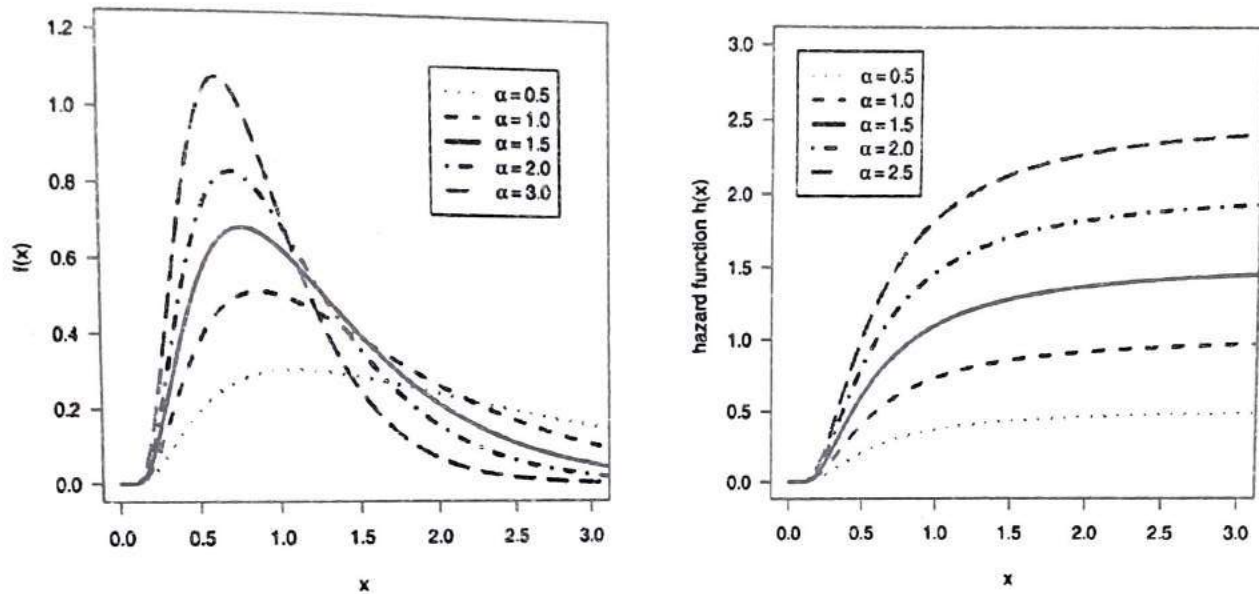 1.2
1.0
0.8
0.6
0.4
0.2
0.0
f(x)
α = 0.5
α = 1.0
α = 1.5
α = 2.0
α = 3.0
0.0 0.5 1.0 1.5 2.0 2.5 3.0
x
3.0
2.5
2.0
1.5
1.0
0.5
0.0
hazard function h(x)
α = 0.5
α = 1.0
α = 1.5
α = 2.0
α = 2.5
0.0 0.5 1.0 1.5 2.0 2.5 3.0
x